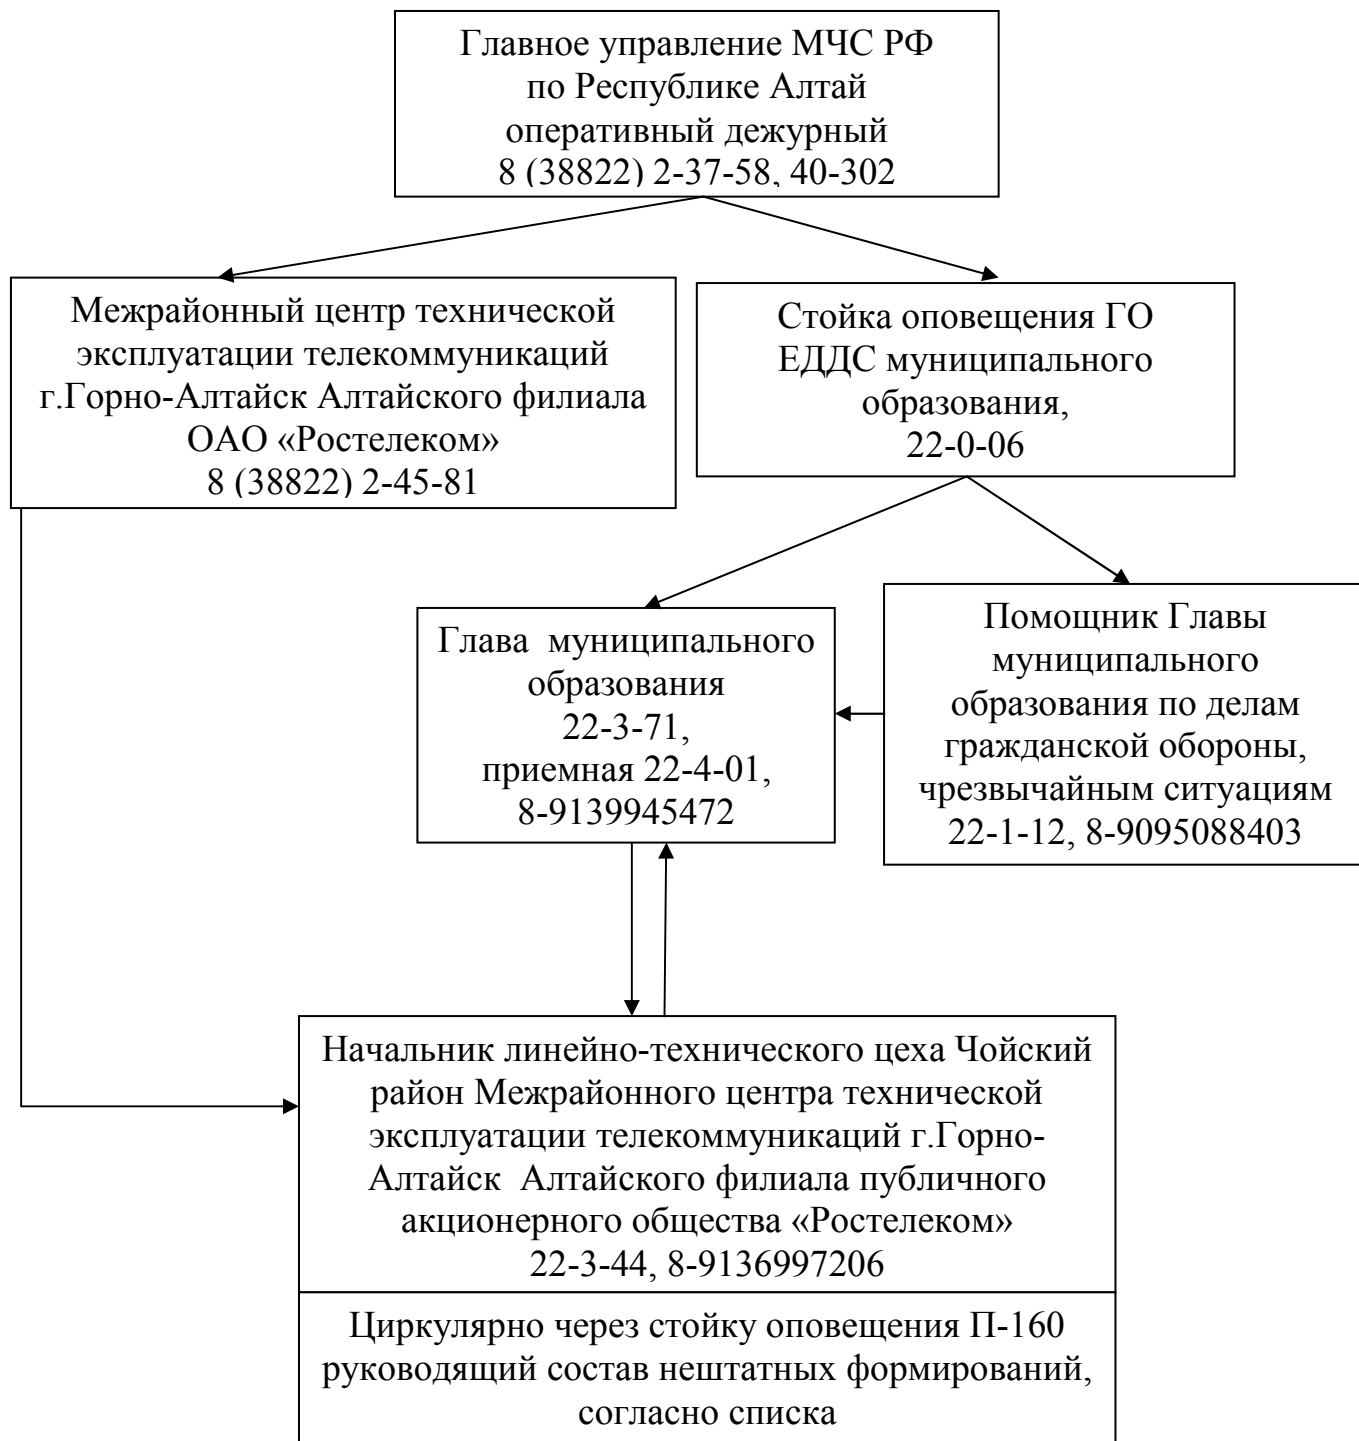 Главное управление МЧС РФ
по Республике Алтай
оперативный дежурный
8 (38822) 2-37-58, 40-302
Межрайонный центр технической
эксплуатации телекоммуникаций
г.Горно-Алтайск Алтайского филиала
ОАО «Ростелеком»
8 (38822) 2-45-81
Стойка оповещения ГО
ЕДДС муниципального
образования,
22-0-06
Глава муниципального
образования
22-3-71,
приемная 22-4-01,
8-9139945472
Помощник Главы
муниципального
образования по делам
гражданской обороны,
чрезвычайным ситуациям
22-1-12, 8-9095088403
Начальник линейно-технического цеха Чойский
район Межрайонного центра технической
эксплуатации телекоммуникаций г.Горно-
Алтайск Алтайского филиала публичного
акционерного общества «Ростелеком»
22-3-44, 8-9136997206
Циркулярно через стойку оповещения П-160
руководящий состав нештатных формирований,
согласно списка